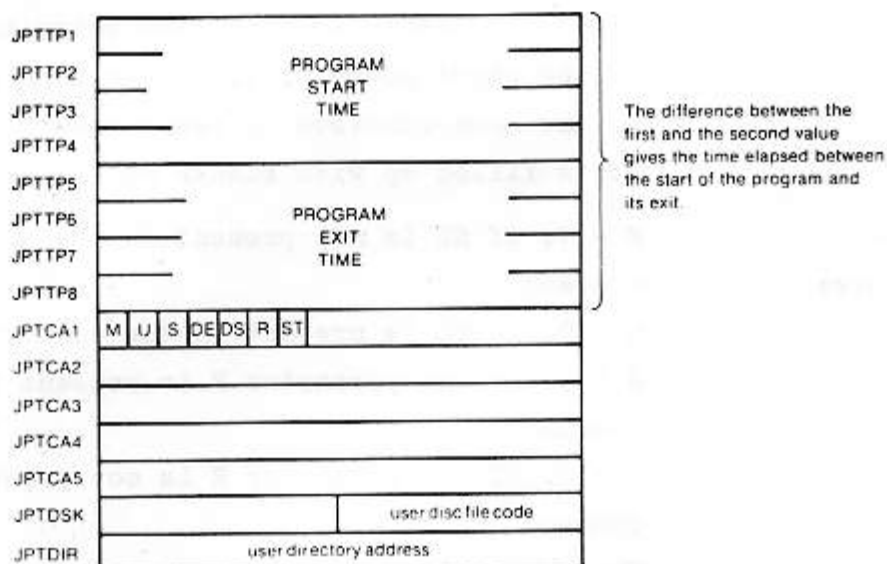 JPTTP1
JPTTP2
JPTTP3
JPTTP4
PROGRAM
START
TIME
JPTTP5
JPTTP6
JPTTP7
JPTTP8
PROGRAM
EXIT
TIME
The difference between the
first and the second value
gives the time elapsed between
the start of the program and
its exit.
JPTCA1 M U S DE DS R ST
JPTCA2
JPTCA3
JPTCA4
JPTCA5
JPTDSK user disc file code
JPTDIR user directory address